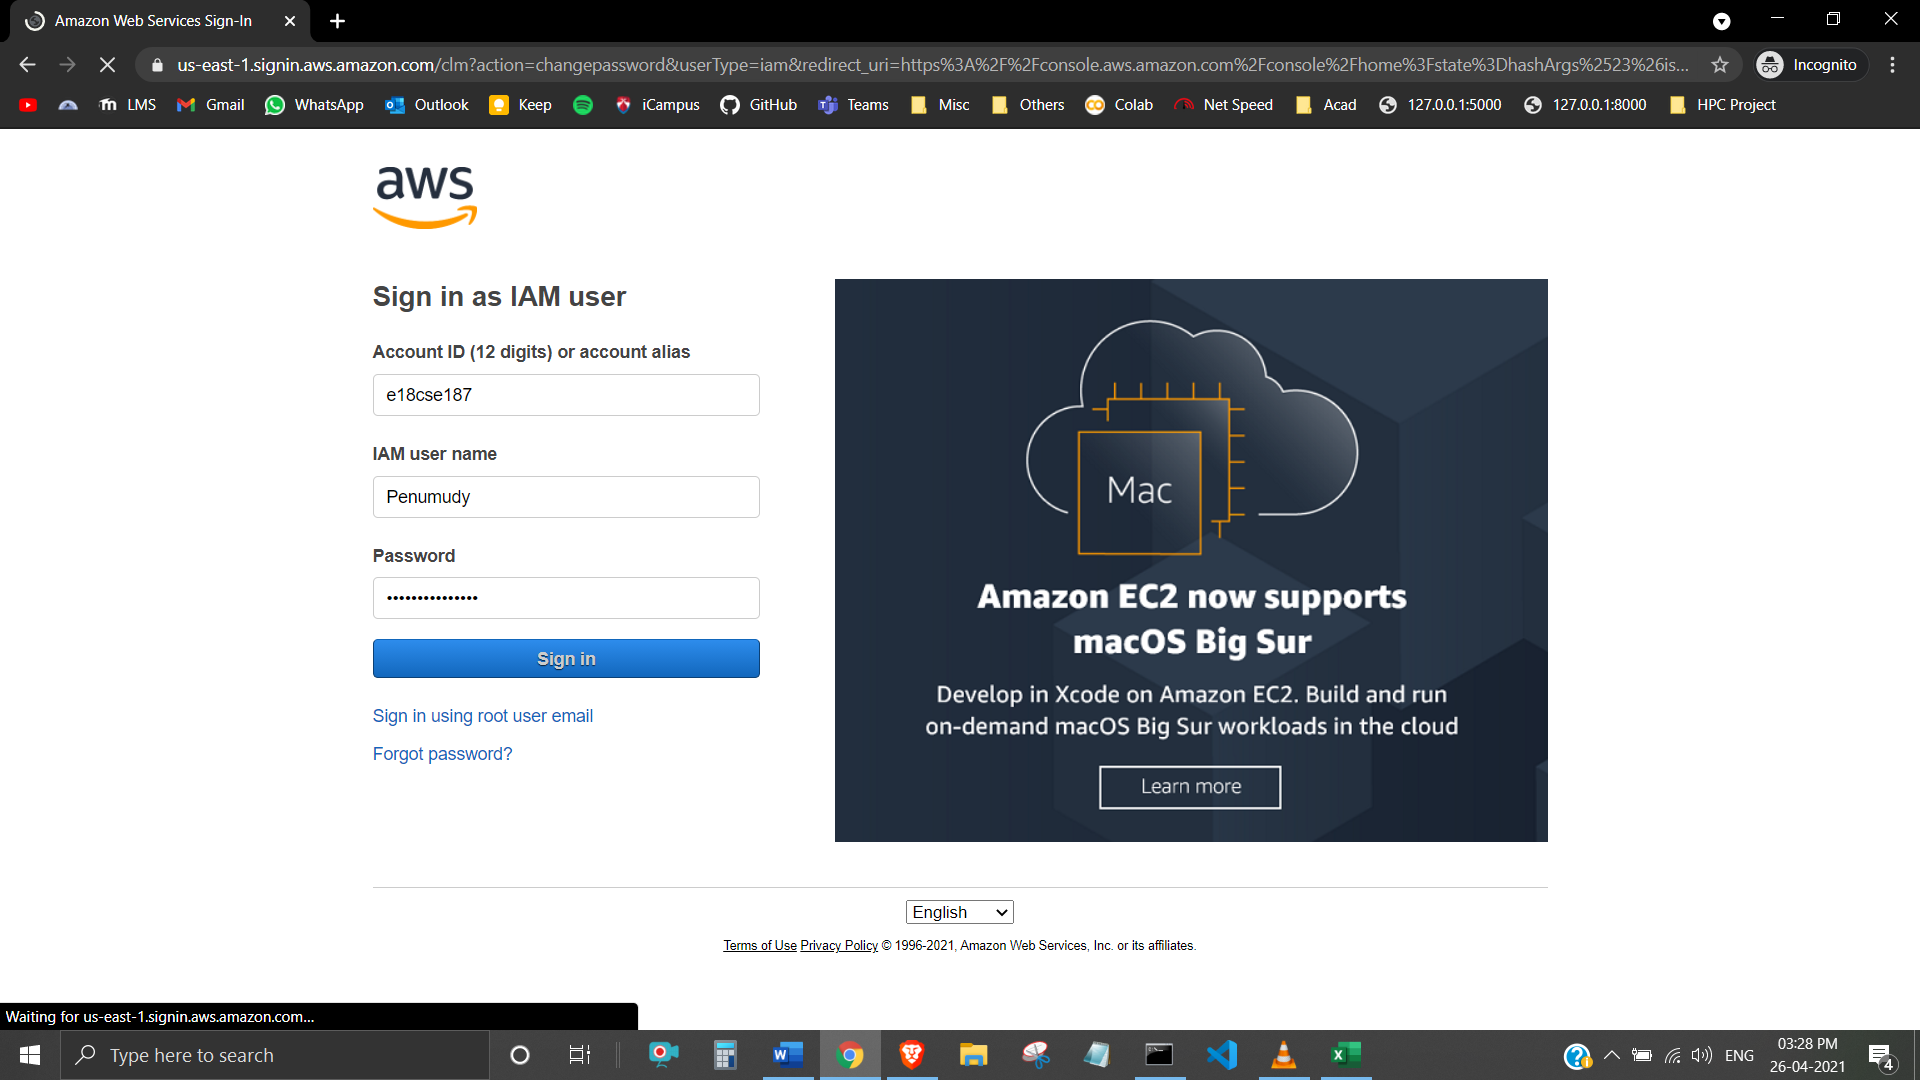 Amazon Web Services Sign-In
us-east-1.signin.aws.amazon.com/clm?action=changepassword&userType=iam&redirect_uri=https%3A%2F%2Fconsole.aws.amazon.com%2Fconsole%2Fhome%3Fstate%3DhashArgs%2523%26is...
Incognito
LMS Gmail WhatsApp Outlook Keep iCampus GitHub Teams Misc Others Colab Net Speed Acad 127.0.0.1:5000 127.0.0.1:8000 HPC Project
aws
Sign in as IAM user
Account ID (12 digits) or account alias
e18cse187
IAM user name
Penumudy
Password
•••••••••••••••
Sign in
Sign in using root user email
Forgot password?
Mac
Amazon EC2 now supports
macOS Big Sur
Develop in Xcode on Amazon EC2. Build and run
on-demand macOS Big Sur workloads in the cloud
Learn more
English
Terms of Use Privacy Policy © 1996-2021, Amazon Web Services, Inc. or its affiliates.
Waiting for us-east-1.signin.aws.amazon.com...
Type here to search
ENG
03:28 PM
26-04-2021
4